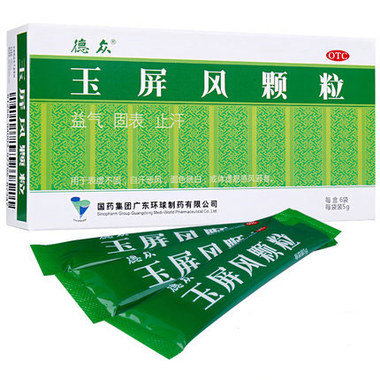 德众®
OTC
玉屏风颗粒
益气 固表 止汗
用于表虚不固,自汗恶风,面色㿠白,或体虚易感风邪者。
每盒6袋
每袋装5g
国药集团广东环球制药有限公司
Sinopharm Group Guangdong Medi-World Pharmaceutical Company Ltd.
玉屏风颗粒
德众
玉屏风颗粒